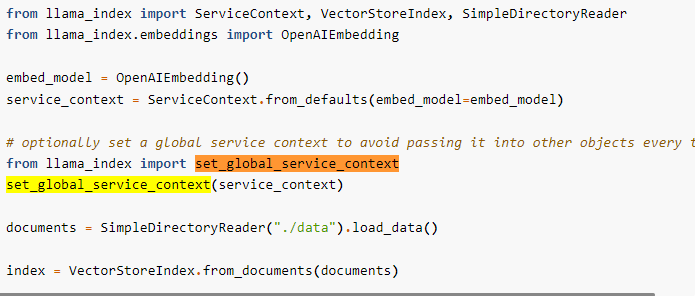 from llama_index import ServiceContext, VectorStoreIndex, SimpleDirectoryReader
from llama_index.embeddings import OpenAIEmbedding
embed_model = OpenAIEmbedding()
service_context = ServiceContext.from_defaults(embed_model=embed_model)
# optionally set a global service context to avoid passing it into other objects every t
from llama_index import set_global_service_context
set_global_service_context(service_context)
documents = SimpleDirectoryReader("./data").load_data()
index = VectorStoreIndex.from_documents(documents)